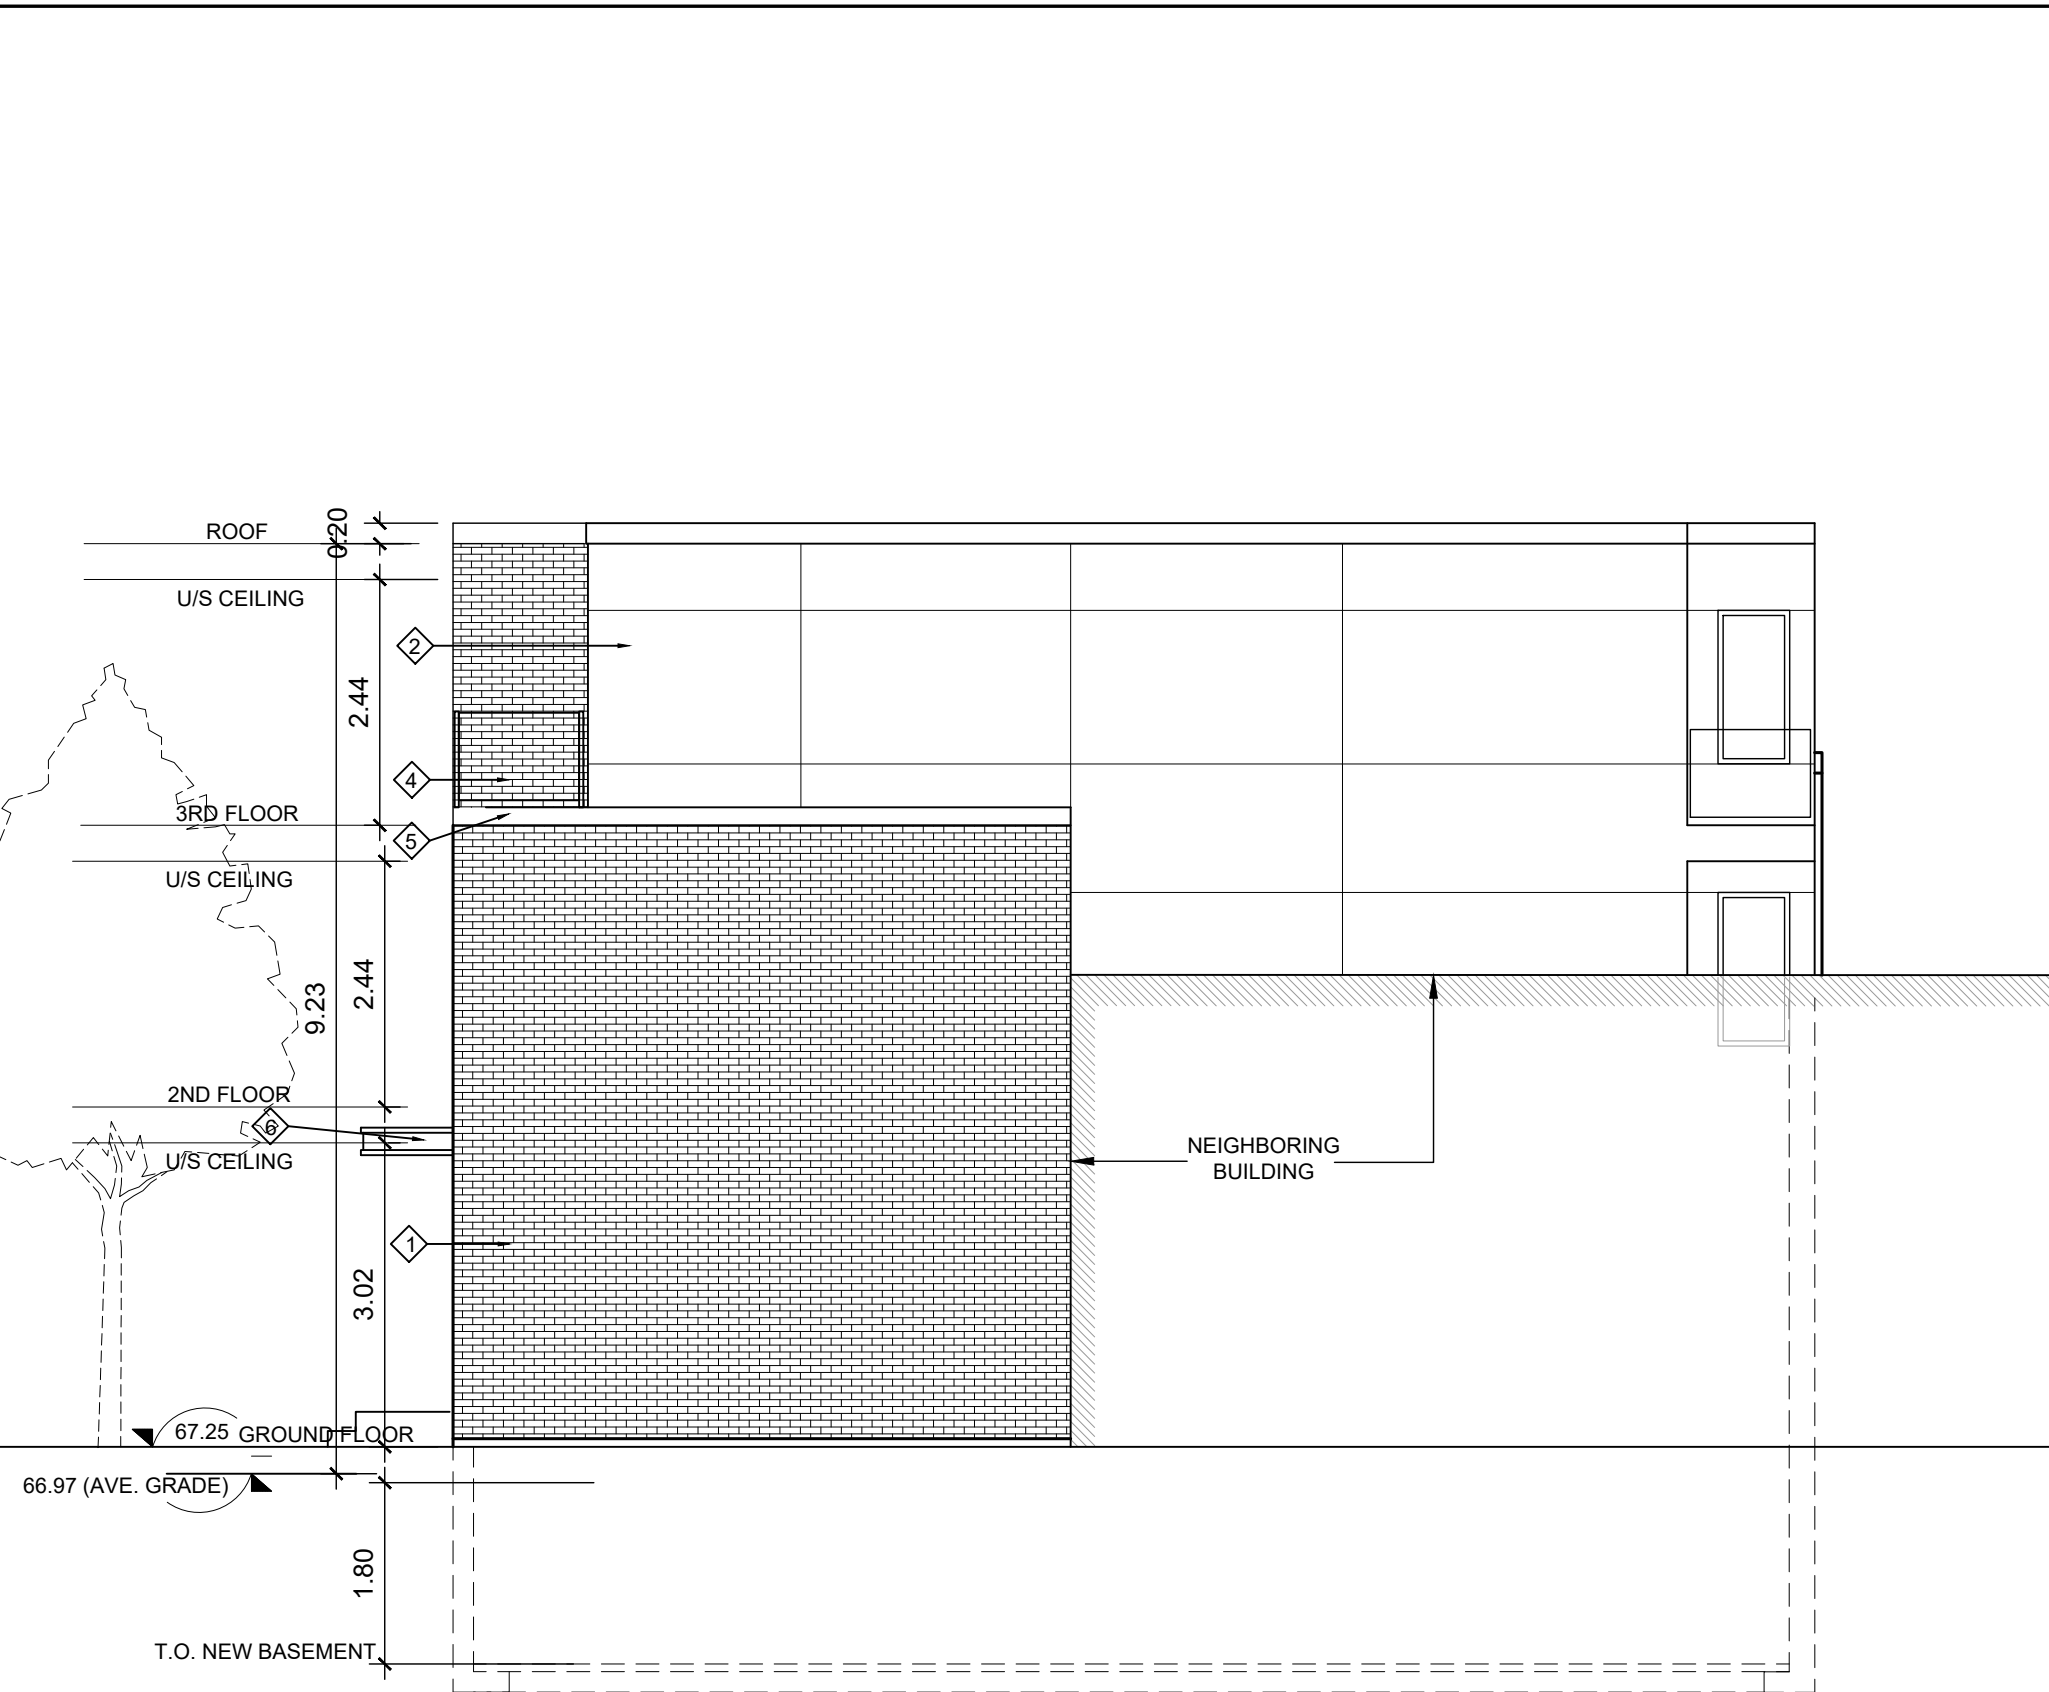 ROOF
0.20
U/S CEILING
2
2.44
4
3RD FLOOR
5
U/S CEILING
2.44
9.23
2ND FLOOR
6
U/S CEILING
NEIGHBORING
BUILDING
1
3.02
67.25 GROUND FLOOR
66.97 (AVE. GRADE)
1.80
T.O. NEW BASEMENT